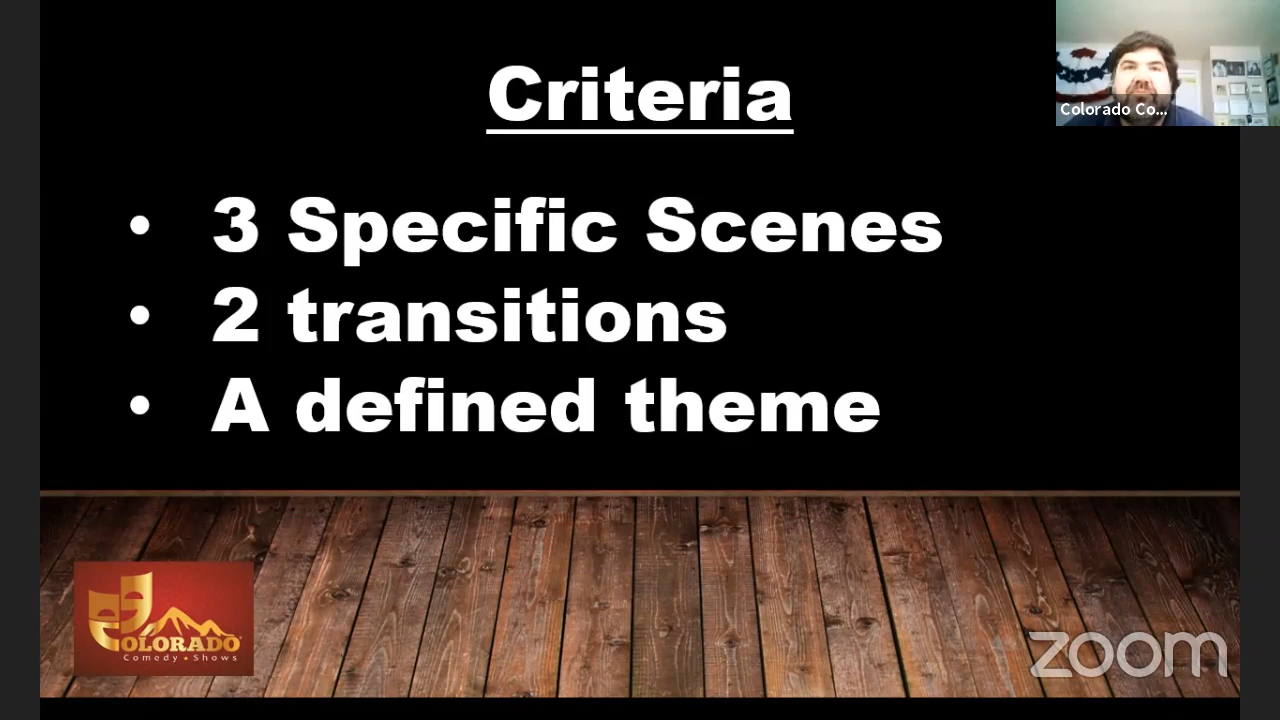 Criteria
Colorado Co...
• 3 Specific Scenes
• 2 transitions
• A defined theme
COLORADO
Comedy • Shows
zoom